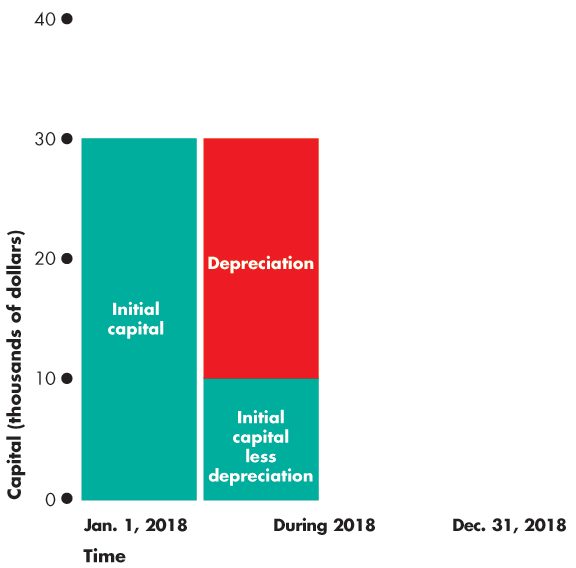 40
30
20
10
0
Capital (thousands of dollars)
Initial
capital
Depreciation
Initial
capital
less
depreciation
Jan. 1, 2018
During 2018
Dec. 31, 2018
Time